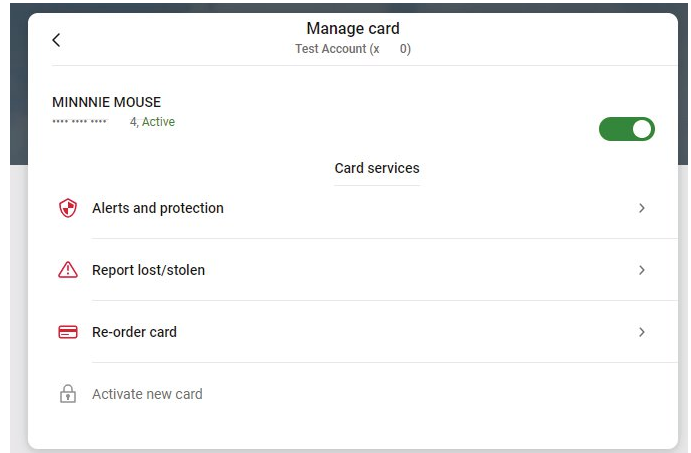 Manage card
Test Account (x 0)
MINNNIE MOUSE
•••• •••• •••• 4, Active
Card services
Alerts and protection
Report lost/stolen
Re-order card
Activate new card